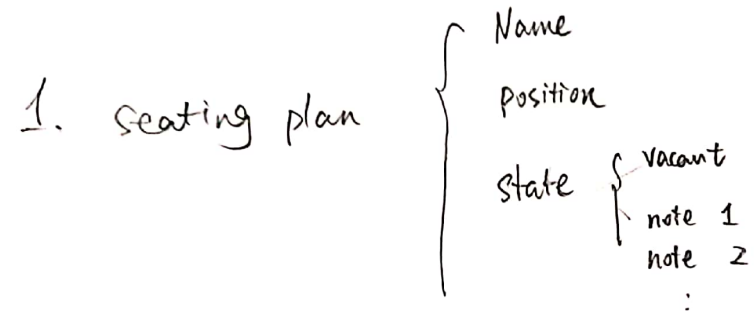 1. seating plan
Name
position
state
vacant
note 1
note 2
: